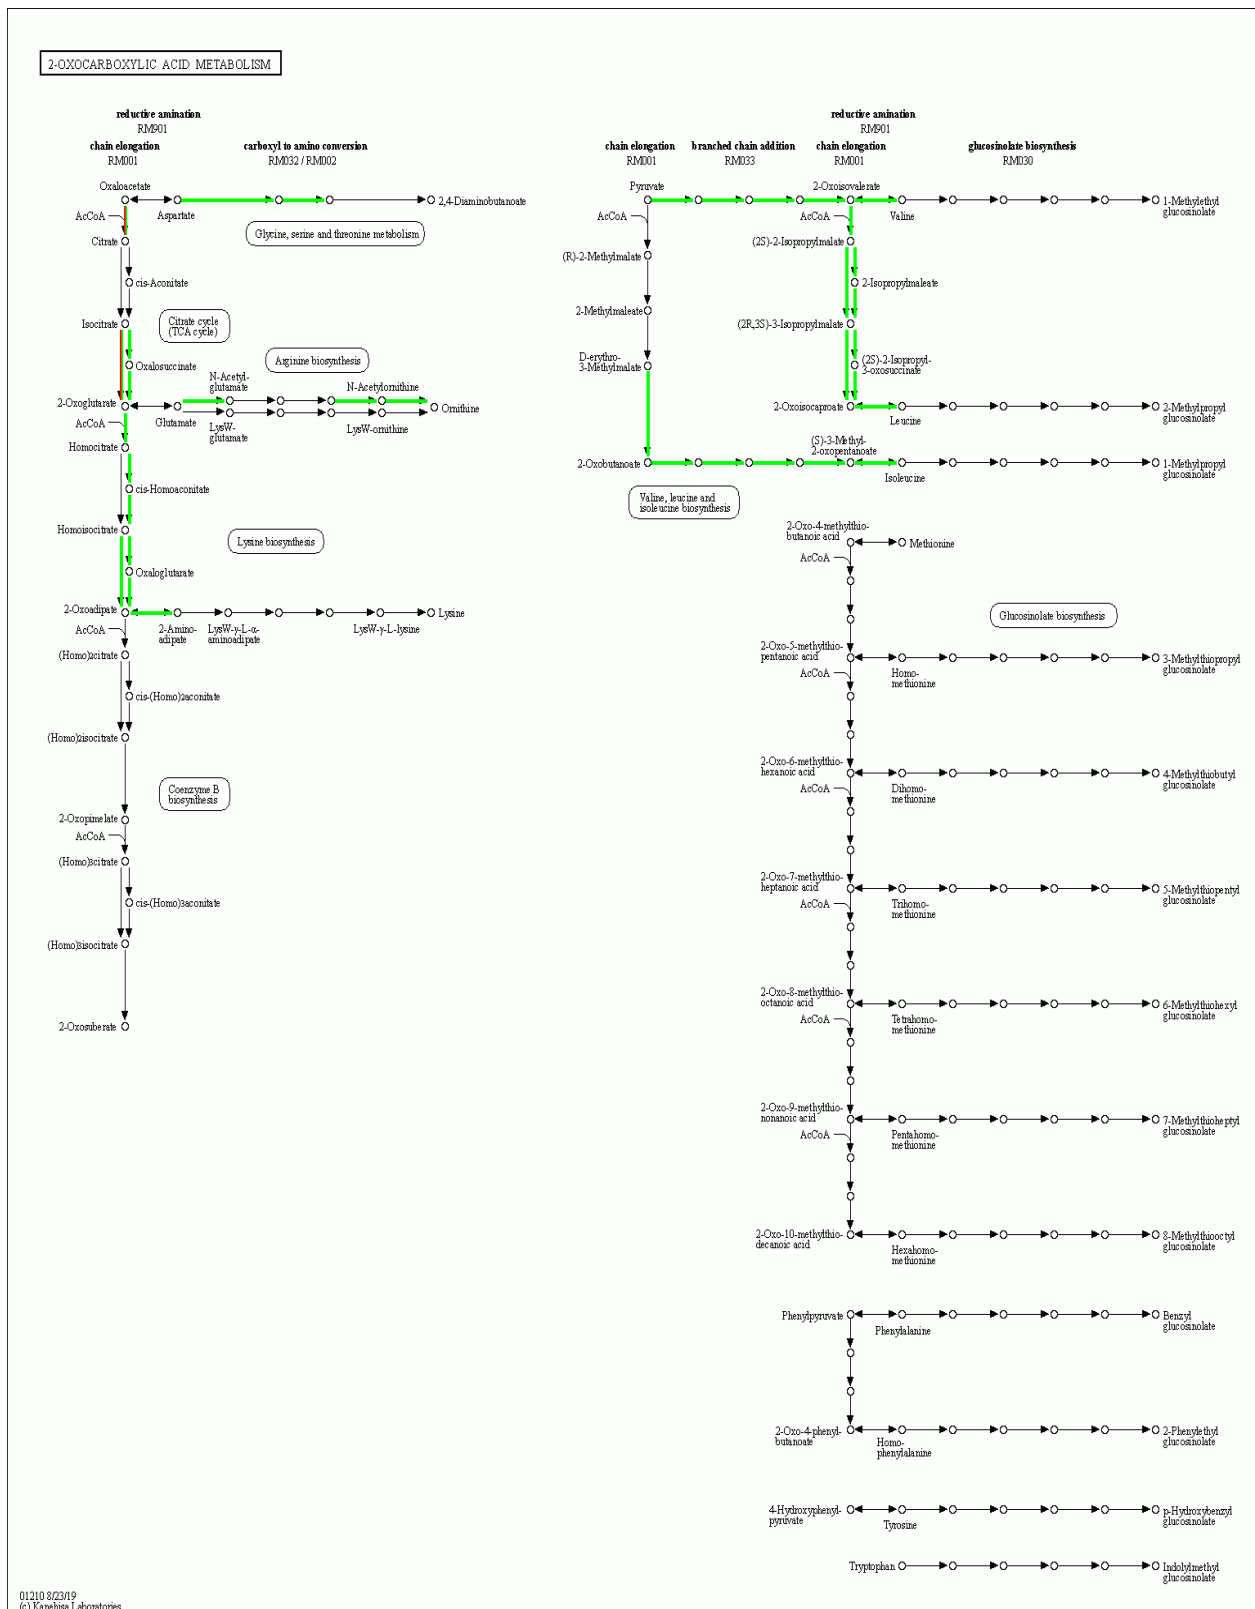 2-OXOCARBOXYLIC ACID METABOLISM
reductive amination
RM901
chain elongation
RM001
carboxyl to amino conversion
RM032 / RM002
Oxaloacetate
AcCoA
Aspartate
2,4-Diaminobutanoate
Glycine, serine and threonine metabolism
Citrate
cis-Aconitate
Isocitrate
Citrate cycle
(TCA cycle)
Oxalosuccinate
Arginine biosynthesis
N-Acetyl-
glutamate
N-Acetylornithine
2-Oxoglutarate
Glutamate
Ornithine
AcCoA
LysW-
glutamate
LysW-ornithine
Homocitrate
cis-Homoaconitate
Homoisocitrate
Lysine biosynthesis
Oxaloglutarate
2-Oxoadipate
Lysine
AcCoA
2-Amino-
adipate
LysW-γ-L-α-
aminoadipate
LysW-γ-L-lysine
(Homo)2citrate
cis-(Homo)2aconitate
(Homo)2isocitrate
Coenzyme B
biosynthesis
2-Oxopimelate
AcCoA
(Homo)3citrate
cis-(Homo)3aconitate
(Homo)3isocitrate
2-Oxosuberate
reductive amination
RM901
chain elongation
RM001
branched chain addition
RM033
chain elongation
RM001
glucosinolate biosynthesis
RM030
Pyruvate
2-Oxoisovalerate
AcCoA
AcCoA
Valine
1-Methylethyl
glucosinolate
(R)-2-Methylmalate
(2S)-2-Isopropylmalate
2-Isopropylmaleate
2-Methylmaleate
(2R,3S)-3-Isopropylmalate
D-erythro-
3-Methylmalate
(2S)-2-Isopropyl-
3-oxosuccinate
2-Oxoisocaproate
Leucine
2-Methylpropyl
glucosinolate
(S)-3-Methyl-
2-oxopentanoate
2-Oxobutanoate
Isoleucine
1-Methylpropyl
glucosinolate
Valine, leucine and
isoleucine biosynthesis
2-Oxo-4-methylthio-
butanoic acid
Methionine
AcCoA
Glucosinolate biosynthesis
2-Oxo-5-methylthio-
pentanoic acid
AcCoA
Homo-
methionine
3-Methylthiopropyl
glucosinolate
2-Oxo-6-methylthio-
hexanoic acid
AcCoA
Dihomo-
methionine
4-Methylthiobutyl
glucosinolate
2-Oxo-7-methylthio-
heptanoic acid
AcCoA
Trihomo-
methionine
5-Methylthiopentyl
glucosinolate
2-Oxo-8-methylthio-
octanoic acid
AcCoA
Tetrahomo-
methionine
6-Methylthiohexyl
glucosinolate
2-Oxo-9-methylthio-
nonanoic acid
AcCoA
Pentahomo-
methionine
7-Methylthioheptyl
glucosinolate
2-Oxo-10-methylthio-
decanoic acid
Hexahomo-
methionine
8-Methylthiooctyl
glucosinolate
Phenylpyruvate
Phenylalanine
Benzyl
glucosinolate
2-Oxo-4-phenyl-
butanoate
Homo-
phenylalanine
2-Phenylethyl
glucosinolate
4-Hydroxyphenyl-
pyruvate
Tyrosine
p-Hydroxybenzyl
glucosinolate
Tryptophan
Indolylmethyl
glucosinolate
01210 8/23/19
(c) Kanehisa Laboratories